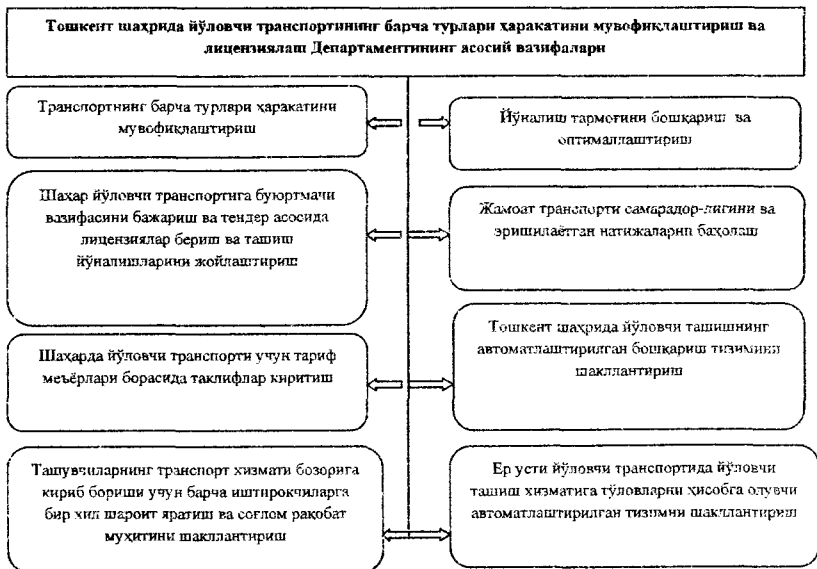 Тошкент шаҳрида йўловчи транспортининг барча турлари ҳаракатини мувофиқлаштириш ва
лицензиялаш Департаментининг асосий вазифалари
Транспортнинг барча турлари ҳаракатини
мувофиқлаштириш
Йўналиш тармоғини бошқариш ва
оптималлаштириш
Шаҳар йўловчи транспортига буюртмачи
вазифасини бажариш ва тендер асосида
лицензиялар бериш ва ташиш
йўналишларини жойлаштириш
Жамоат транспорти самарадор-лигини ва
эришилаётган натижаларни баҳолаш
Шаҳарда йўловчи транспорти учун тариф
меъёрлари борасида таклифлар киритиш
Тошкент шаҳрида йўловчи ташишнинг
автоматлаштирилган бошқариш тизимини
шакллантириш
Ташувчиларнинг транспорт хизмати бозорига
кириб бориши учун барча иштирокчиларга
бир хил шароит яратиш ва соғлом рақобат
муҳитини шакллантириш
Ер усти йўловчи транспортида йўловчи
ташиш хизматига тўловларни ҳисобга олувчи
автоматлаштирилган тизимни шакллантириш